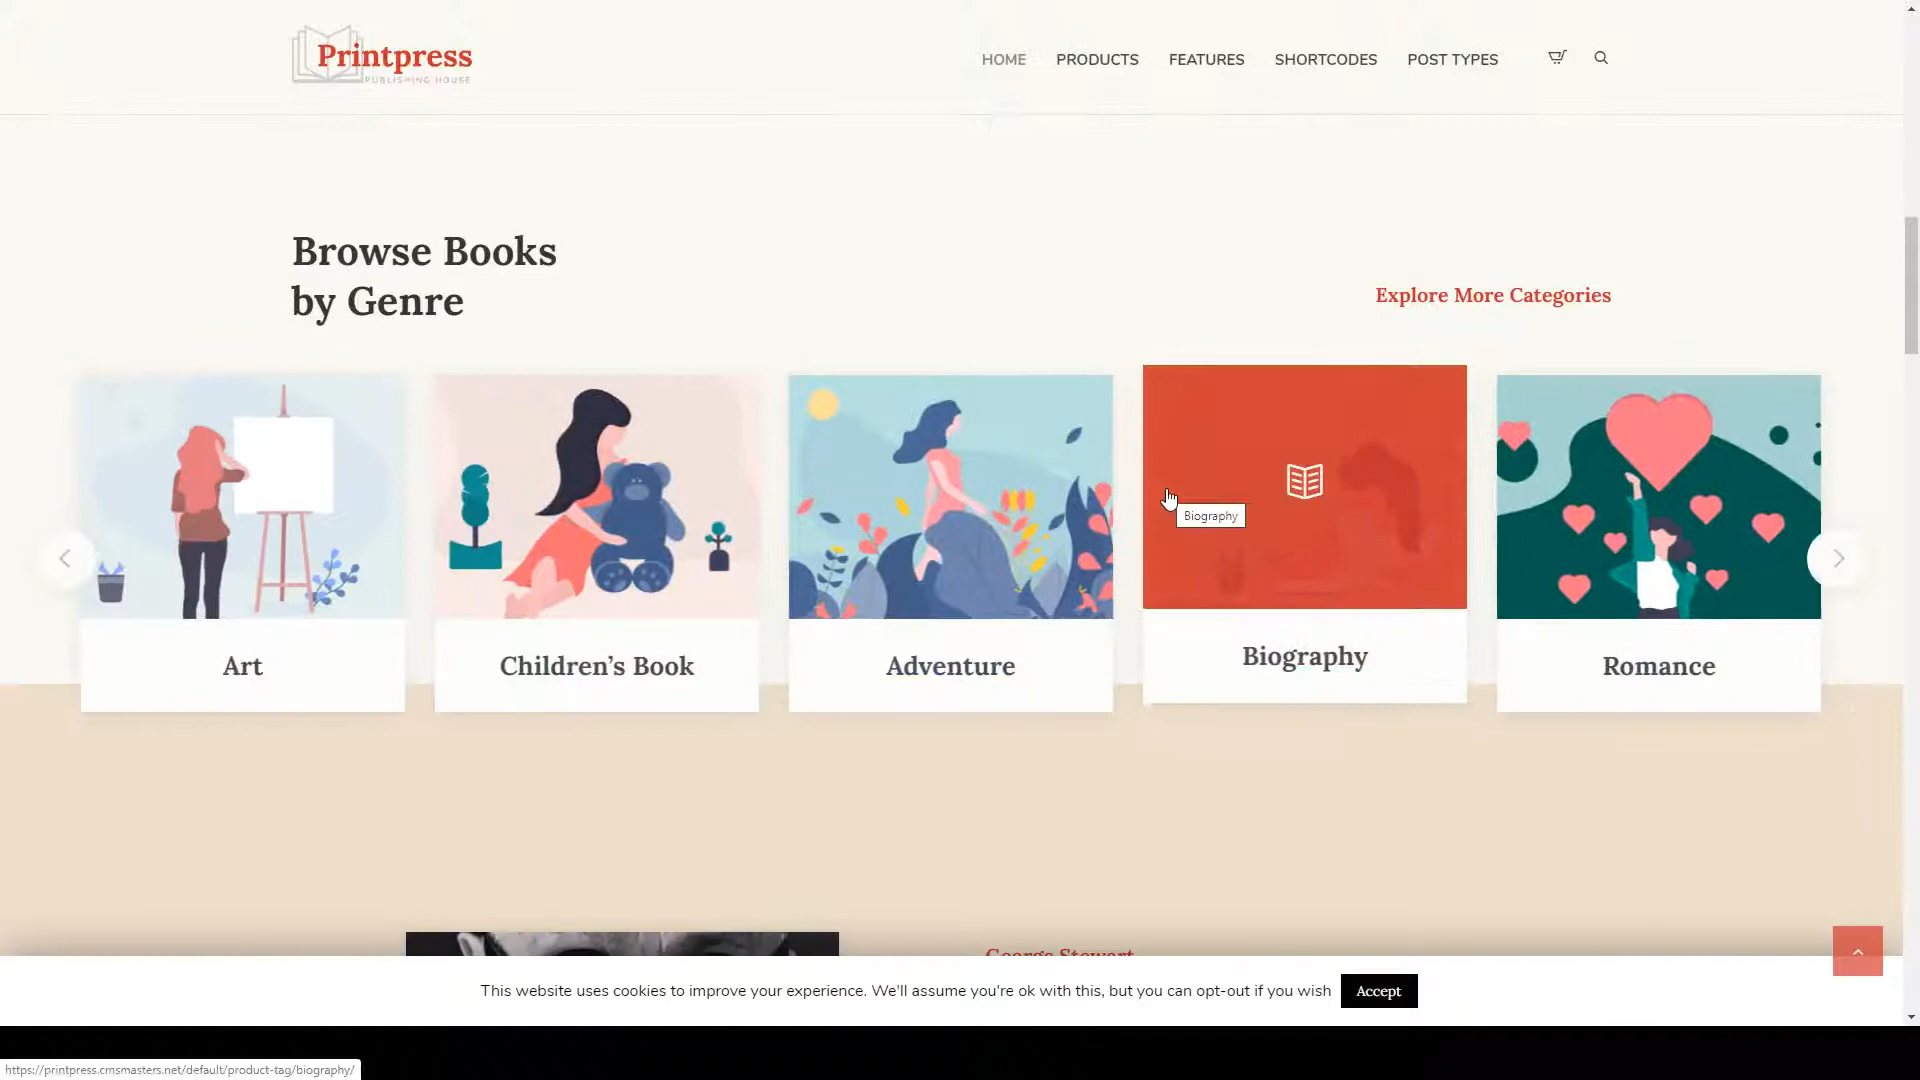 Printpress
PUBLISHING HOUSE
HOME
PRODUCTS
FEATURES
SHORTCODES
POST TYPES
Browse Books
by Genre
Explore More Categories
Biography
Art
Children’s Book
Adventure
Biography
Romance
George Stewart
This website uses cookies to improve your experience. We'll assume you're ok with this, but you can opt-out if you wish
Accept
https://printpress.cmsmasters.net/default/product-tag/biography/